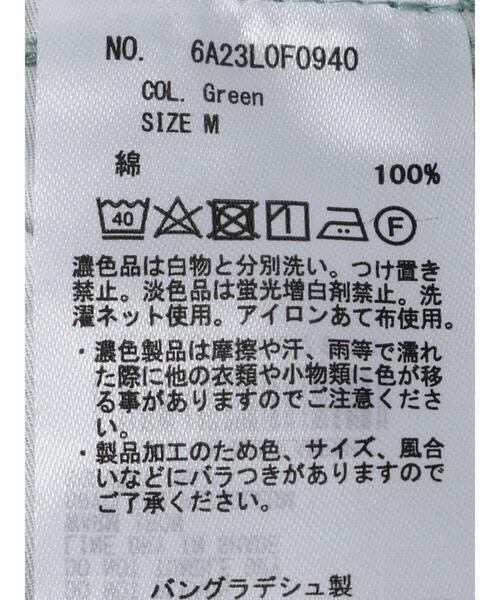 NO. 6A23L0F0940
COL. Green
SIZE M
綿 100%
40 F
濃色品は白物と分別洗い。つけ置き
禁止。淡色品は蛍光増白剤禁止。洗
濯ネット使用。アイロンあて布使用。
・濃色製品は摩擦や汗、雨等で濡れ
た際に他の衣類や小物類に色が移
る事がありますのでご注意くださ
い。
・製品加工のため色、サイズ、風合
いなどにバラつきがありますので
ご了承ください。
バングラデシュ製